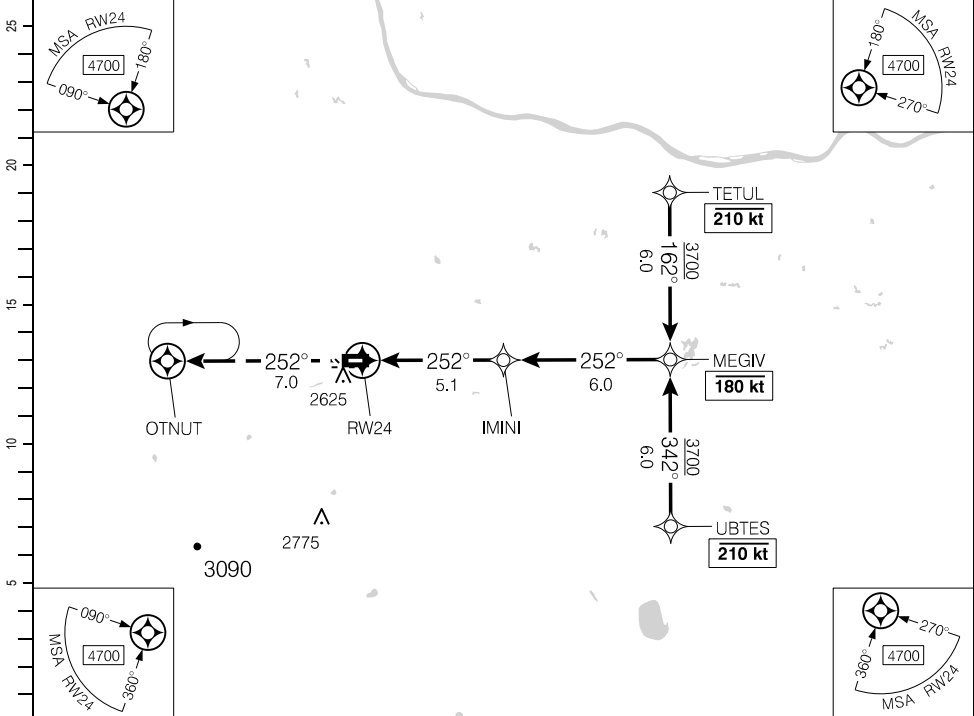 25
20
15
10
5
MSA RW24
4700
180°
090°
MSA RW24
4700
180°
270°
TETUL
210 kt
3700
162°
6.0
252°
7.0
2625
252°
5.1
252°
6.0
MEGIV
180 kt
OTNUT
RW24
IMINI
3700
342°
6.0
UBTES
210 kt
2775
3090
090°
MSA RW24
4700
360°
270°
360°
4700
MSA RW24